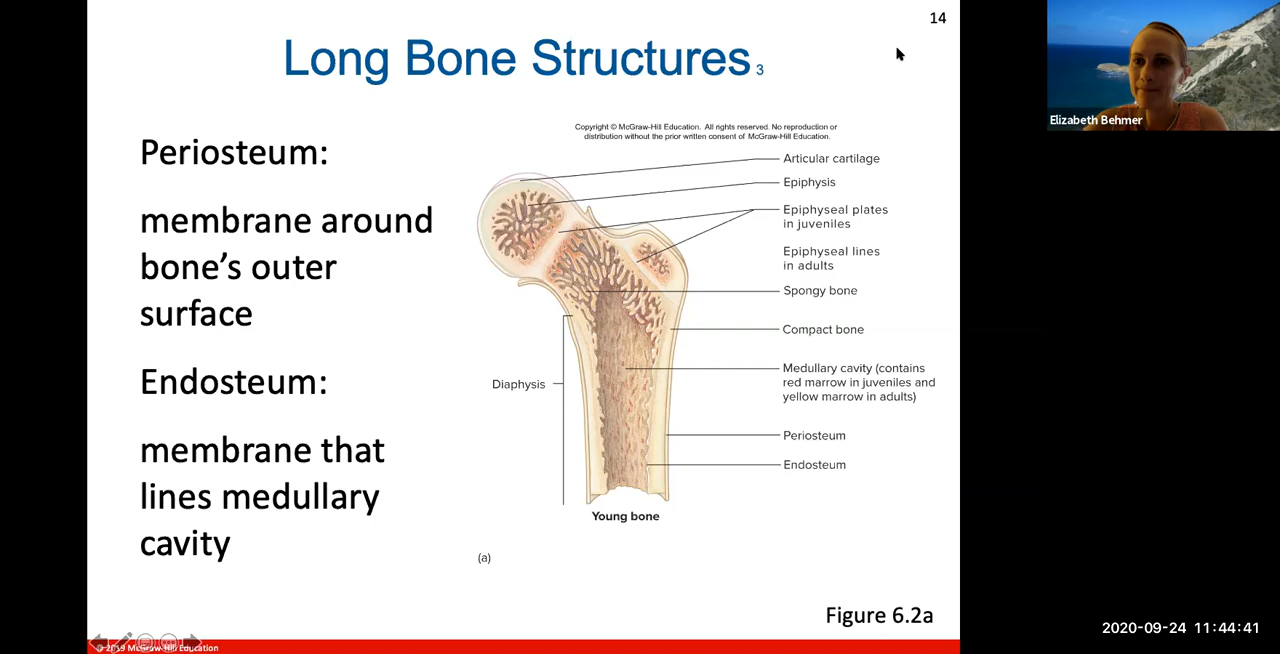 14
Long Bone Structures 3
Elizabeth Behmer
Copyright © McGraw-Hill Education. All rights reserved. No reproduction or
distribution without the prior written consent of McGraw-Hill Education.
Periosteum:
membrane around
bone’s outer
surface
Endosteum:
membrane that
lines medullary
cavity
Articular cartilage
Epiphysis
Epiphyseal plates
in juveniles
Epiphyseal lines
in adults
Spongy bone
Compact bone
Medullary cavity (contains
red marrow in juveniles and
yellow marrow in adults)
Periosteum
Endosteum
Diaphysis
Young bone
(a)
Figure 6.2a
© 2019 McGraw-Hill Education
2020-09-24 11:44:41